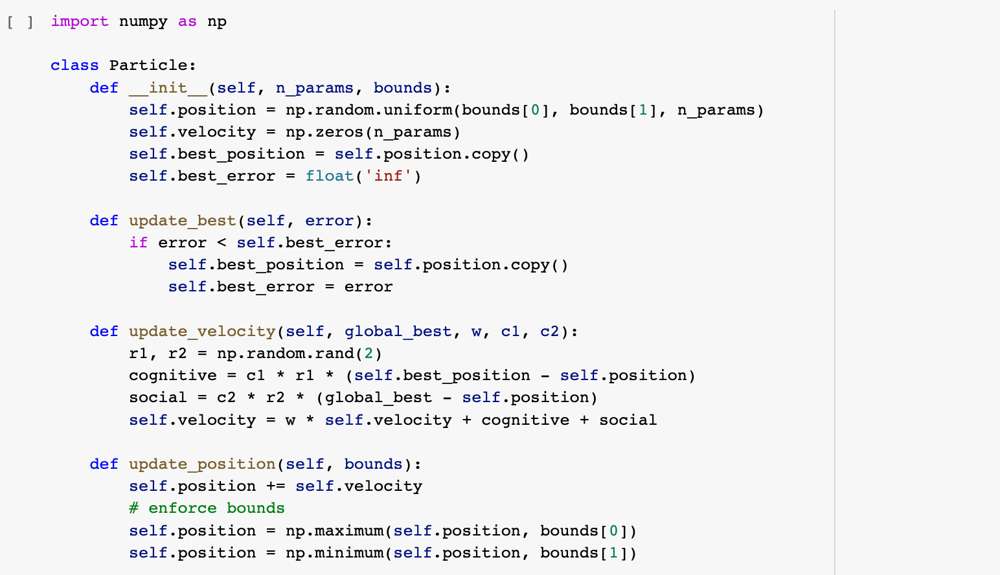 [ ] import numpy as np
class Particle:
    def __init__(self, n_params, bounds):
        self.position = np.random.uniform(bounds[0], bounds[1], n_params)
        self.velocity = np.zeros(n_params)
        self.best_position = self.position.copy()
        self.best_error = float('inf')
    def update_best(self, error):
        if error < self.best_error:
            self.best_position = self.position.copy()
            self.best_error = error
    def update_velocity(self, global_best, w, c1, c2):
        r1, r2 = np.random.rand(2)
        cognitive = c1 * r1 * (self.best_position - self.position)
        social = c2 * r2 * (global_best - self.position)
        self.velocity = w * self.velocity + cognitive + social
    def update_position(self, bounds):
        self.position += self.velocity
        # enforce bounds
        self.position = np.maximum(self.position, bounds[0])
        self.position = np.minimum(self.position, bounds[1])